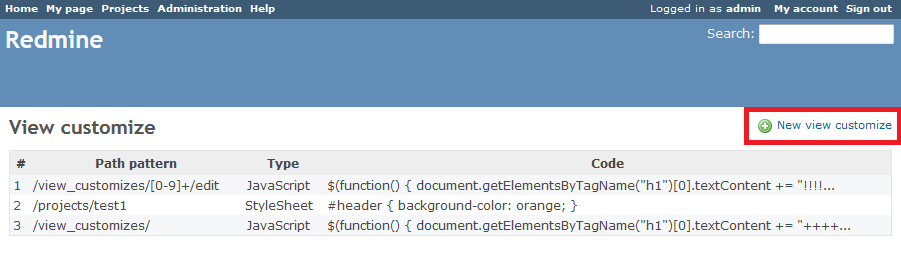 Home My page Projects Administration Help Logged in as admin My account Sign out
Redmine Search:
View customize New view customize
# Path pattern Type Code
1 /view_customizes/[0-9]+/edit JavaScript $(function() { document.getElementsByTagName("h1")[0].textContent += "!!!!...
2 /projects/test1 StyleSheet #header { background-color: orange; }
3 /view_customizes/ JavaScript $(function() { document.getElementsByTagName("h1")[0].textContent += "++++...